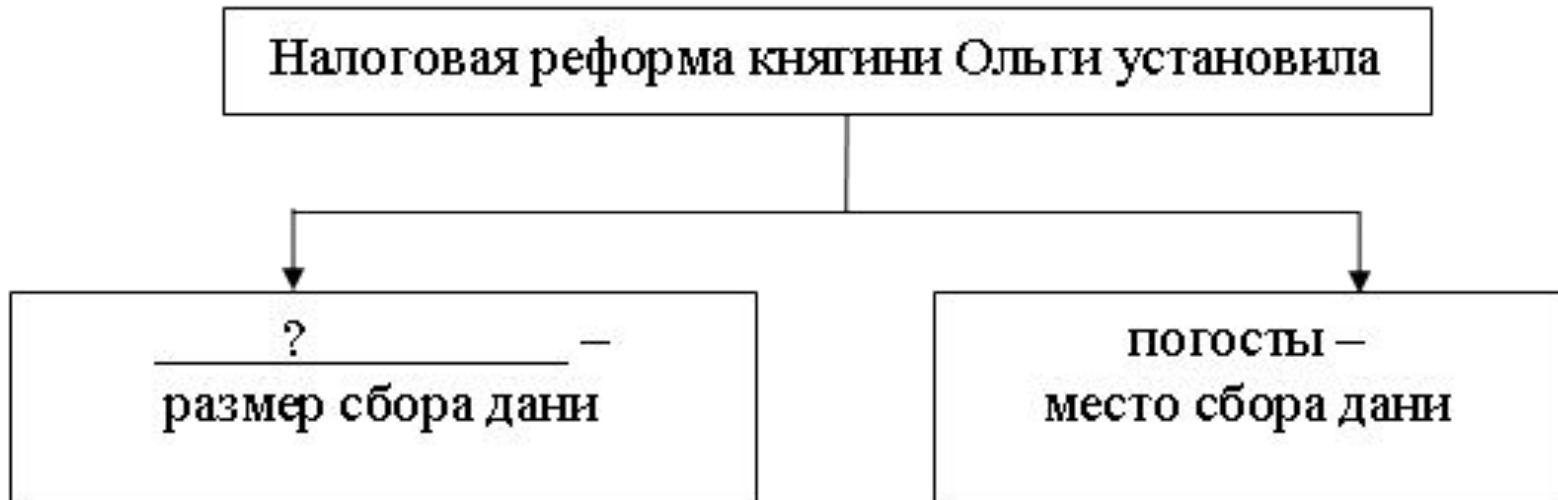 Налоговая реформа княгини Ольги установила
? –
размер сбора дани
погосты –
место сбора дани